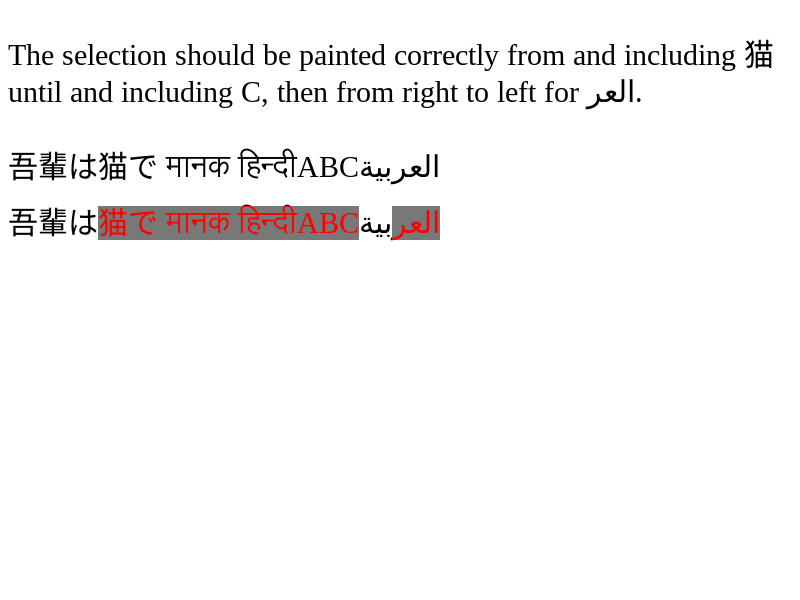 The selection should be painted correctly from and including 猫
until and including C, then from right to left for العر.
吾輩は猫で मानक हिन्दीABCالعربية
吾輩は猫で मानक हिन्दीABCالعربية